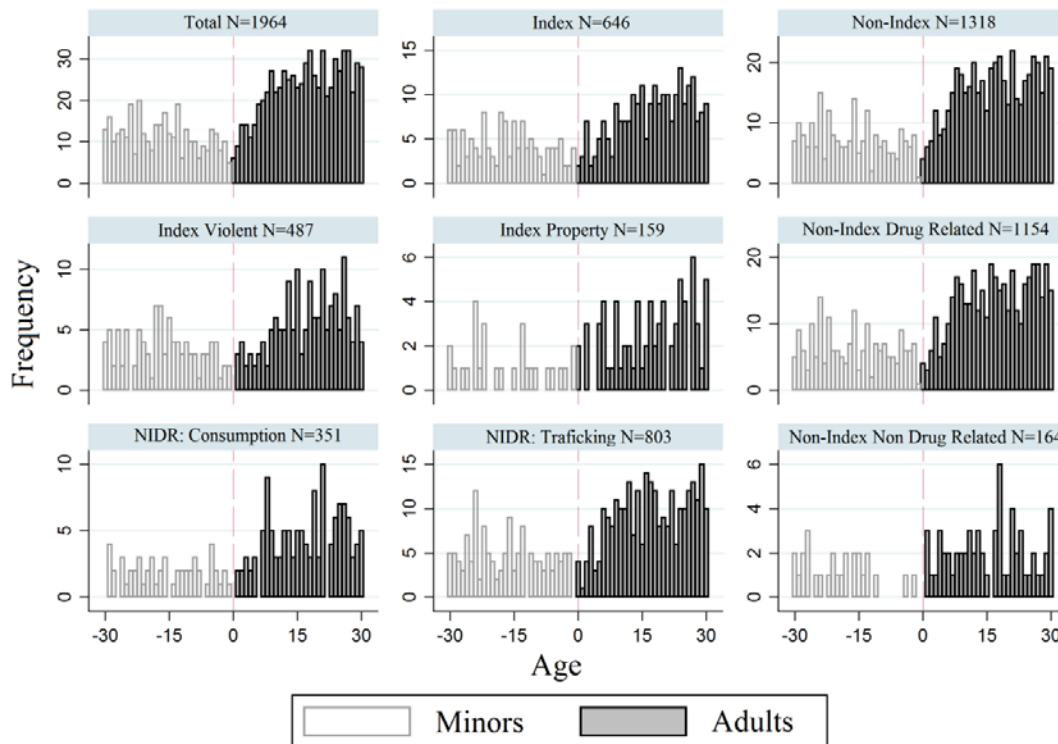 Total N=1964
Index N=646
Non-Index N=1318
30
20
10
0
15
10
5
0
20
10
0
Index Violent N=487
Index Property N=159
Non-Index Drug Related N=1154
10
5
0
6
4
2
0
20
10
0
NIDR: Consumption N=351
NIDR: Traficking N=803
Non-Index Non Drug Related N=164
10
5
0
15
10
5
0
6
4
2
0
-30 -15 0 15 30
-30 -15 0 15 30
-30 -15 0 15 30
Frequency
Age
Minors Adults